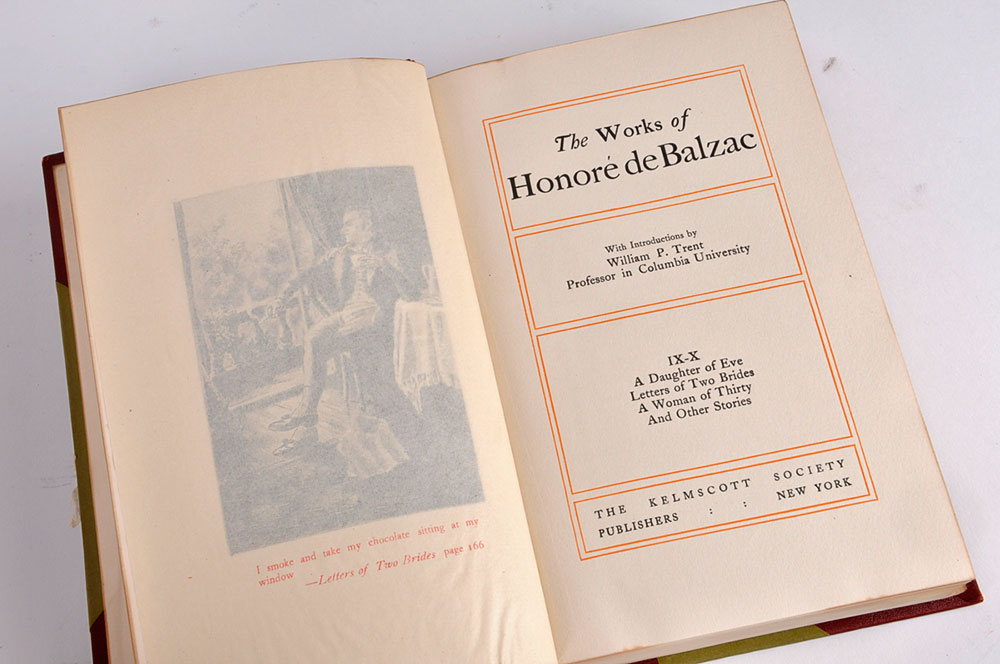 I smoke and take my chocolate sitting at my
window —Letters of Two Brides page 166
The Works of
Honoré de Balzac
With Introductions by
William P. Trent
Professor in Columbia University
IX-X
A Daughter of Eve
Letters of Two Brides
A Woman of Thirty
And Other Stories
THE KELMSCOTT SOCIETY
PUBLISHERS : : NEW YORK